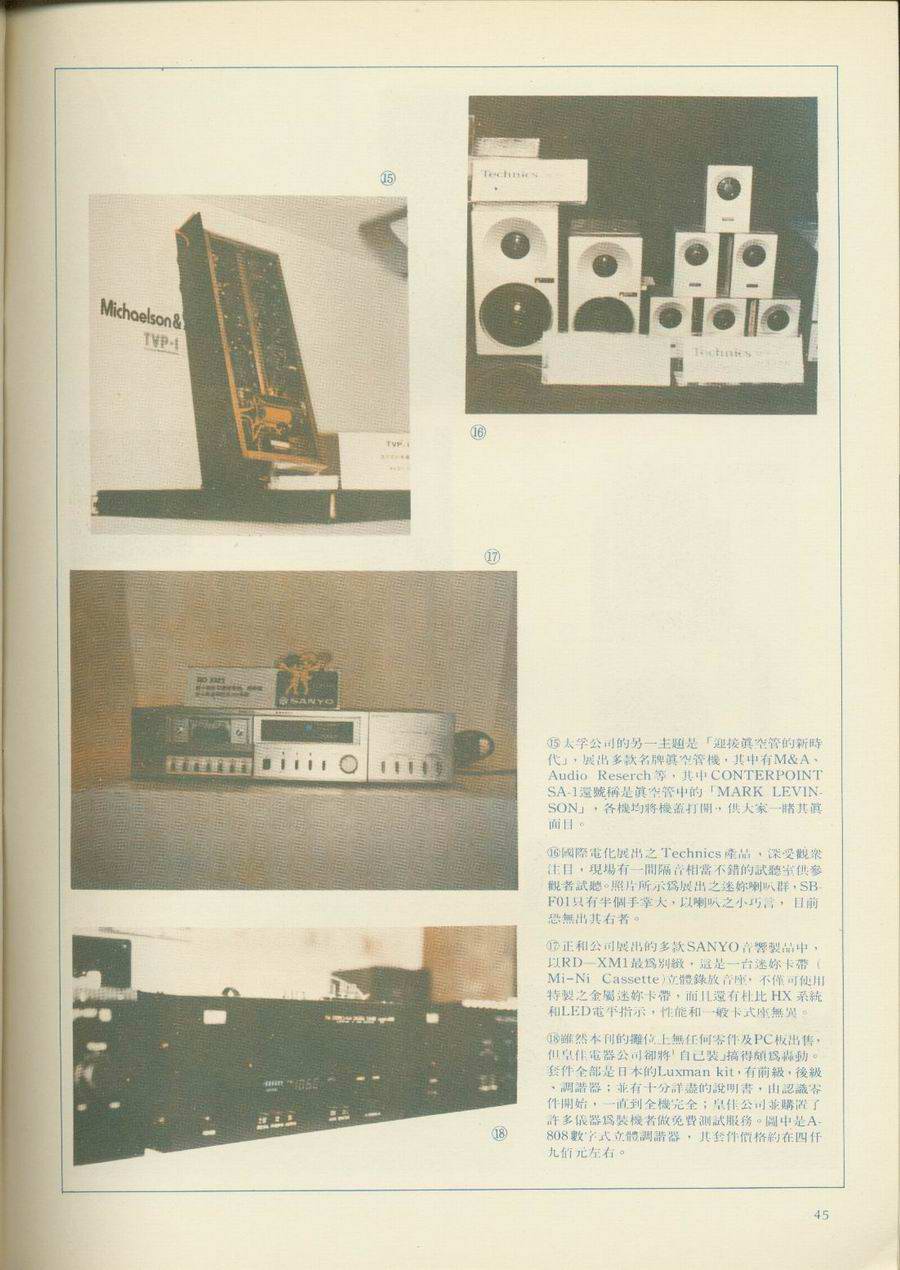 ⑮
Michaelson &
TVP-1
TVP-1
Technics
Technics
⑯
⑰
RD XM1
SANYO
⑱
⑮太孚公司的另一主題是「迎接眞空管的新時
代」，展出多款名牌眞空管機，其中有M&A、
Audio Reserch等，其中CONTERPOINT
SA-1還號稱是眞空管中的「MARK LEVIN-
SON」，各機均將機蓋打開，供大家一睹其眞
面目。
⑯國際電化展出之Technics產品，深受觀衆
注目，現場有一間隔音相當不錯的試聽室供參
觀者試聽。照片所示爲展出之迷妳喇叭群，SB-
F01只有半個手掌大，以喇叭之小巧言，目前
恐無出其右者。
⑰正和公司展出的多款SANYO音響製品中，
以RD—XM1最爲別緻，這是一台迷妳卡帶（
Mi-Ni Cassette)立體錄放音座，不僅可使用
特製之金屬迷妳卡帶，而且還有杜比HX系統
和LED電平指示，性能和一般卡式座無異。
⑱雖然本刊的攤位上無任何零件及PC板出售，
但皇佳電器公司卻將「自己裝」搞得頗爲轟動。
套件全部是日本的Luxman kit，有前級，後級
、調諧器；並有十分詳盡的說明書，由認識零
件開始，一直到全機完全；皇佳公司並購置了
許多儀器爲裝機者做免費測試服務。圖中是A-
808數字式立體調諧器，其套件價格約在四仟
九佰元左右。
45